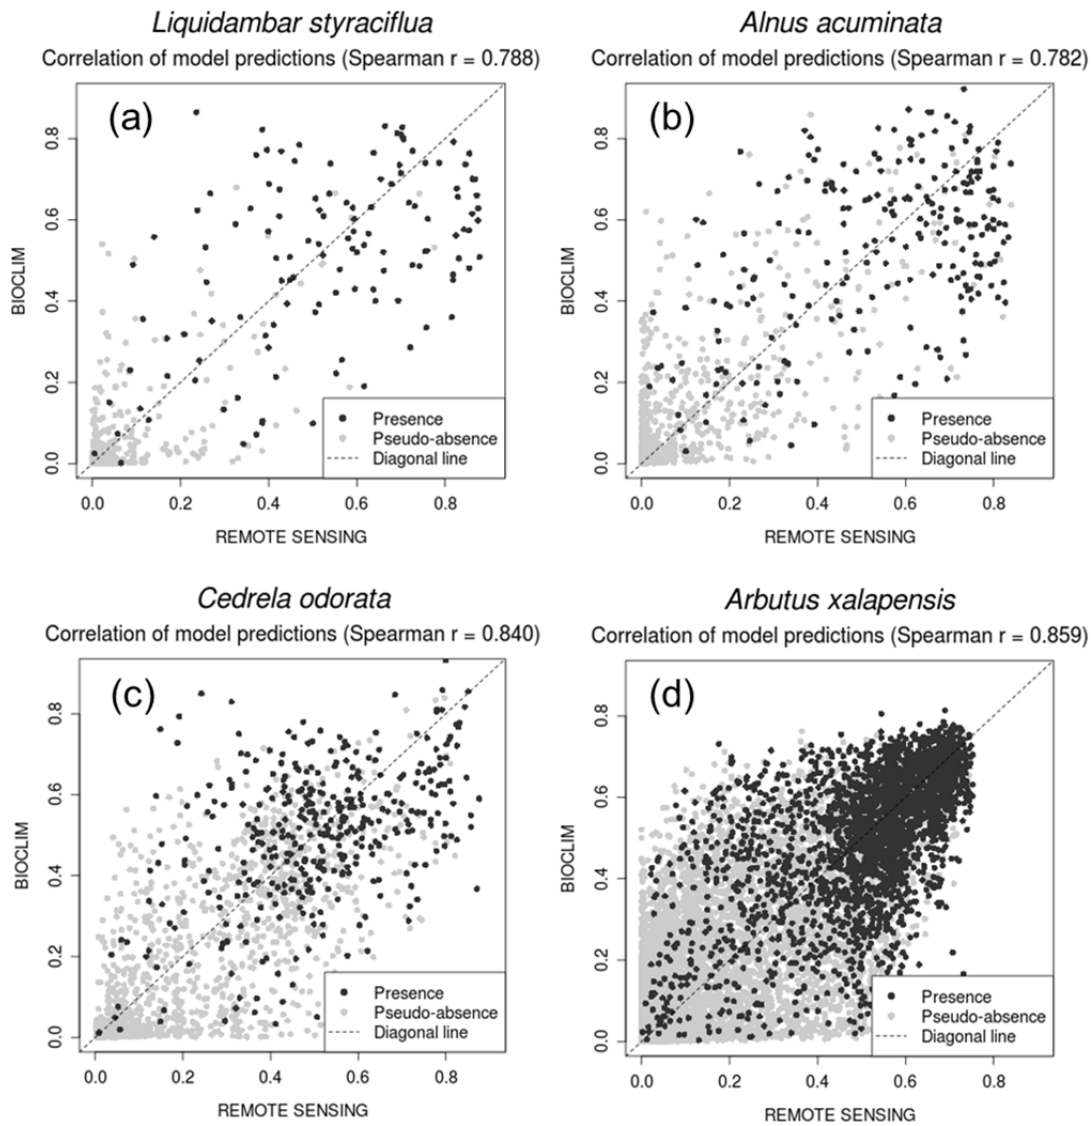 Liquidambar styraciflua
Correlation of model predictions (Spearman r = 0.788)
(a)
BIOCLIM
0.8
0.6
0.4
0.2
0.0
Presence
Pseudo-absence
Diagonal line
0.0 0.2 0.4 0.6 0.8
REMOTE SENSING
Alnus acuminata
Correlation of model predictions (Spearman r = 0.782)
(b)
BIOCLIM
0.8
0.6
0.4
0.2
0.0
Presence
Pseudo-absence
Diagonal line
0.0 0.2 0.4 0.6 0.8
REMOTE SENSING
Cedrela odorata
Correlation of model predictions (Spearman r = 0.840)
(c)
BIOCLIM
0.8
0.6
0.4
0.2
0.0
Presence
Pseudo-absence
Diagonal line
0.0 0.2 0.4 0.6 0.8
REMOTE SENSING
Arbutus xalapensis
Correlation of model predictions (Spearman r = 0.859)
(d)
BIOCLIM
0.8
0.6
0.4
0.2
0.0
Presence
Pseudo-absence
Diagonal line
0.0 0.2 0.4 0.6 0.8
REMOTE SENSING